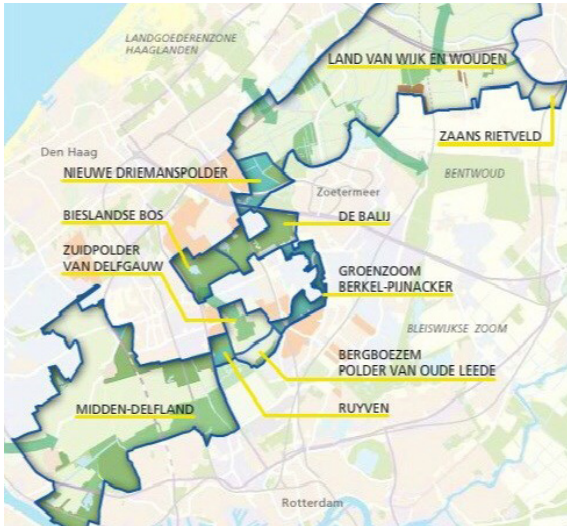 LANDGOEDERENZONE
HAAGLANDEN
LAND VAN WIJK EN WOUDEN
ZAANS RIETVELD
Den Haag
NIEUWE DRIEMANSPOLDER
BENTWOUD
Zoetermeer
BIESLANDSE BOS
DE BALIJ
ZUIDPOLDER
VAN DELFGAUW
GROENZOOM
BERKEL-PIJNACKER
BLEISWIJKSE ZOOM
BERGBOEZEM
POLDER VAN OUDE LEEDE
MIDDEN-DELFLAND
RUYVEN
Rotterdam